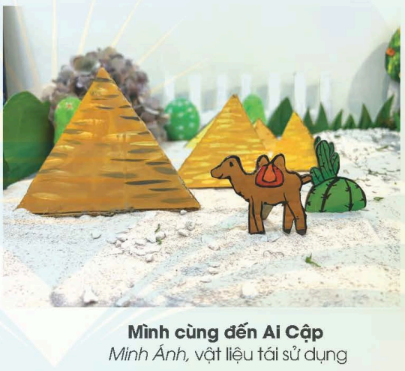 Mình cùng đến Ai Cập
Minh Ánh, vật liệu tái sử dụng